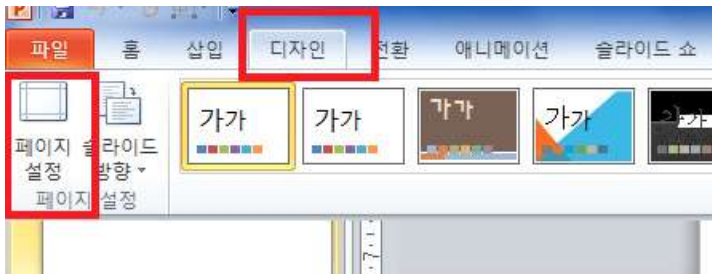 파일 홈 삽입 디자인 전환 애니메이션 슬라이드 쇼
가가 가가 가가 가가 가가
페이지 슬라이드
설정 방향
페이지 설정